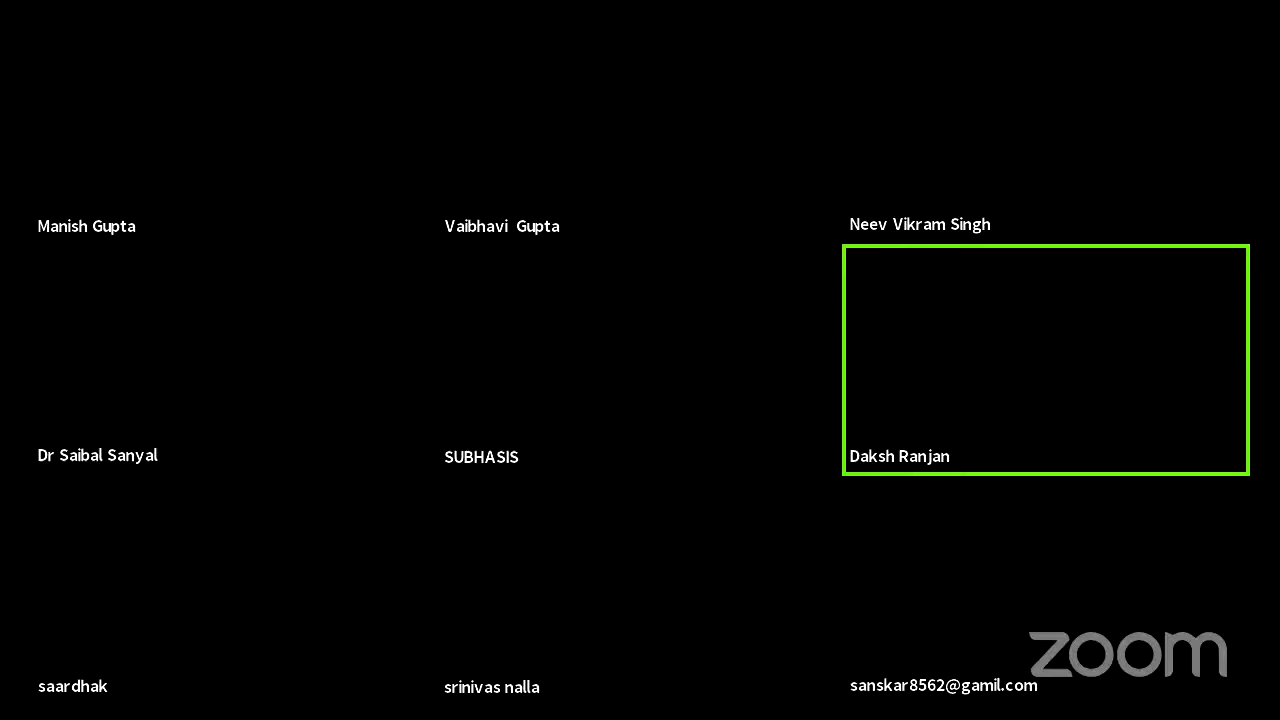 Manish Gupta
Vaibhavi Gupta
Neev Vikram Singh
Dr Saibal Sanyal
SUBHASIS
Daksh Ranjan
saardhak
srinivas nalla
sanskar8562@gamil.com
zoom